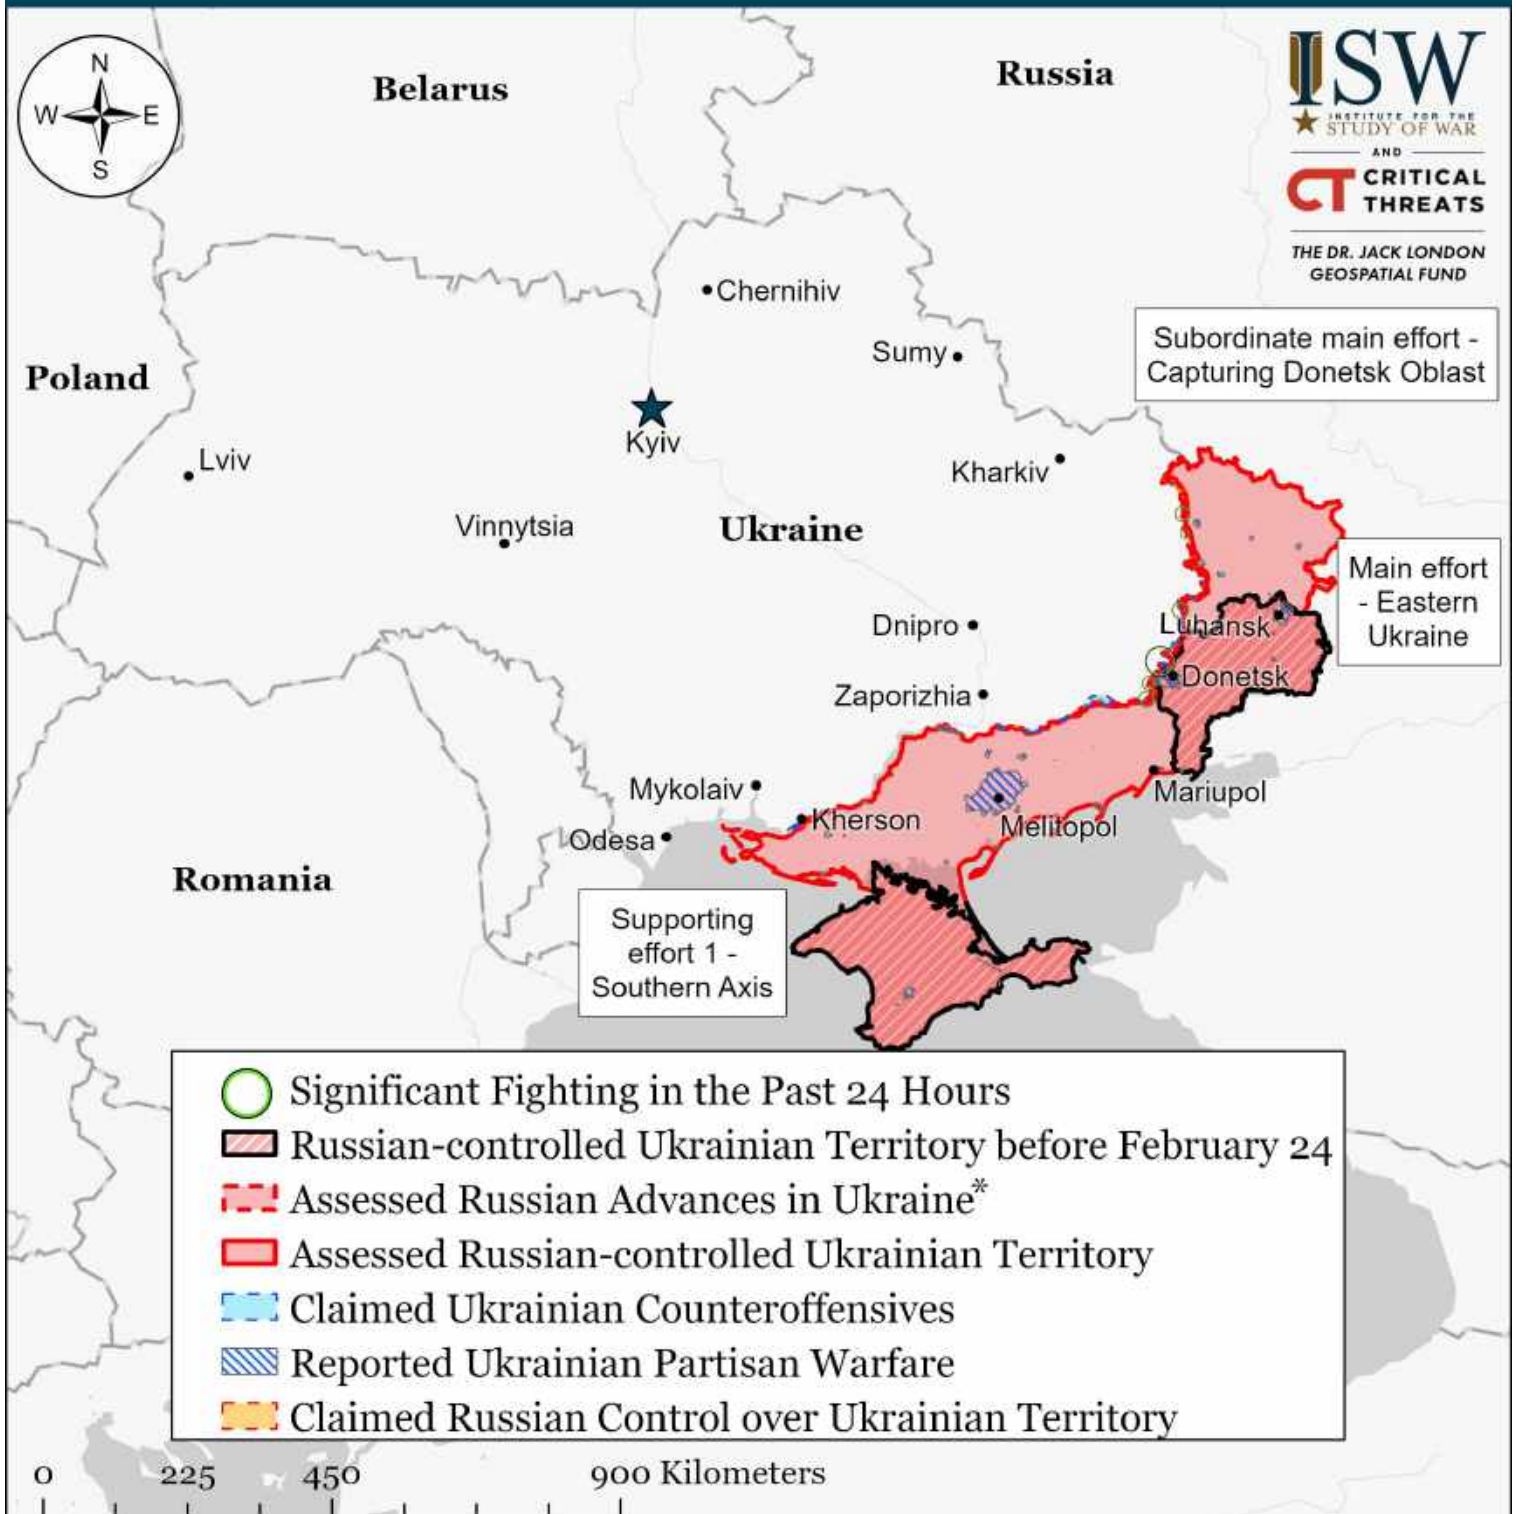 N
W
E
S
Belarus
Russia
ISW
INSTITUTE FOR THE
STUDY OF WAR
AND
CT CRITICAL
THREATS
THE DR. JACK LONDON
GEOSPATIAL FUND
Chernihiv
Subordinate main effort -
Capturing Donetsk Oblast
Sumy
Poland
Kyiv
Lviv
Kharkiv
Vinnytsia
Ukraine
Main effort
- Eastern
Ukraine
Dnipro
Luhansk
Donetsk
Zaporizhia
Mykolaiv
Mariupol
Kherson
Melitopol
Odesa
Romania
Supporting
effort 1 -
Southern Axis
Significant Fighting in the Past 24 Hours
Russian-controlled Ukrainian Territory before February 24
Assessed Russian Advances in Ukraine*
Assessed Russian-controlled Ukrainian Territory
Claimed Ukrainian Counteroffensives
Reported Ukrainian Partisan Warfare
Claimed Russian Control over Ukrainian Territory
0 225 450 900 Kilometers